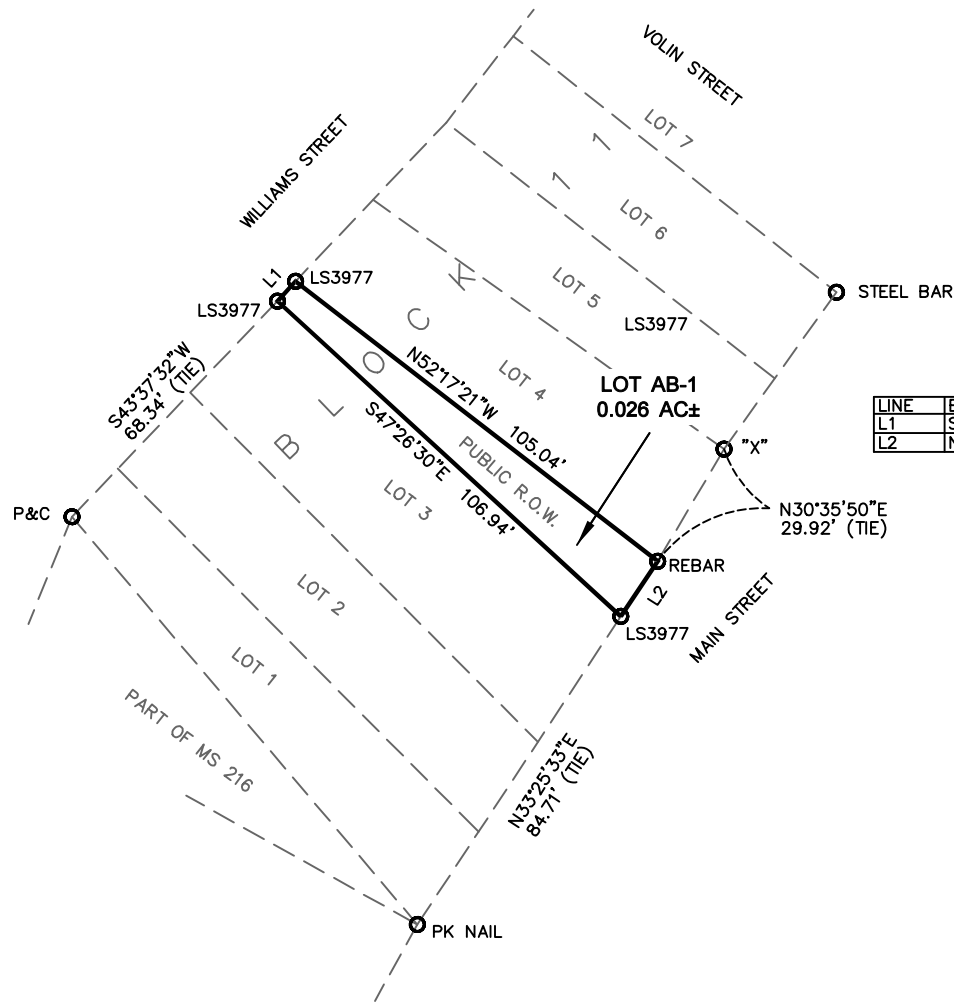 VOLIN STREET
LOT 7
WILLIAMS STREET
LOT 6
L1
LS3977
LS3977
LOT 5
LS3977
STEEL BAR
S43°37'32"W
68.34' (TIE)
N52°17'21"W 105.04'
LOT 4
LOT AB-1
0.026 AC±
LINE
L1
L2
BLOCK 11
S47°26'30"E 106.94'
PUBLIC R.O.W.
LOT 3
"X"
P&C
N30°35'50"E
29.92' (TIE)
REBAR
L2
LOT 2
LS3977
MAIN STREET
LOT 1
PART OF MS 216
N33°25'33"E
84.71' (TIE)
PK NAIL